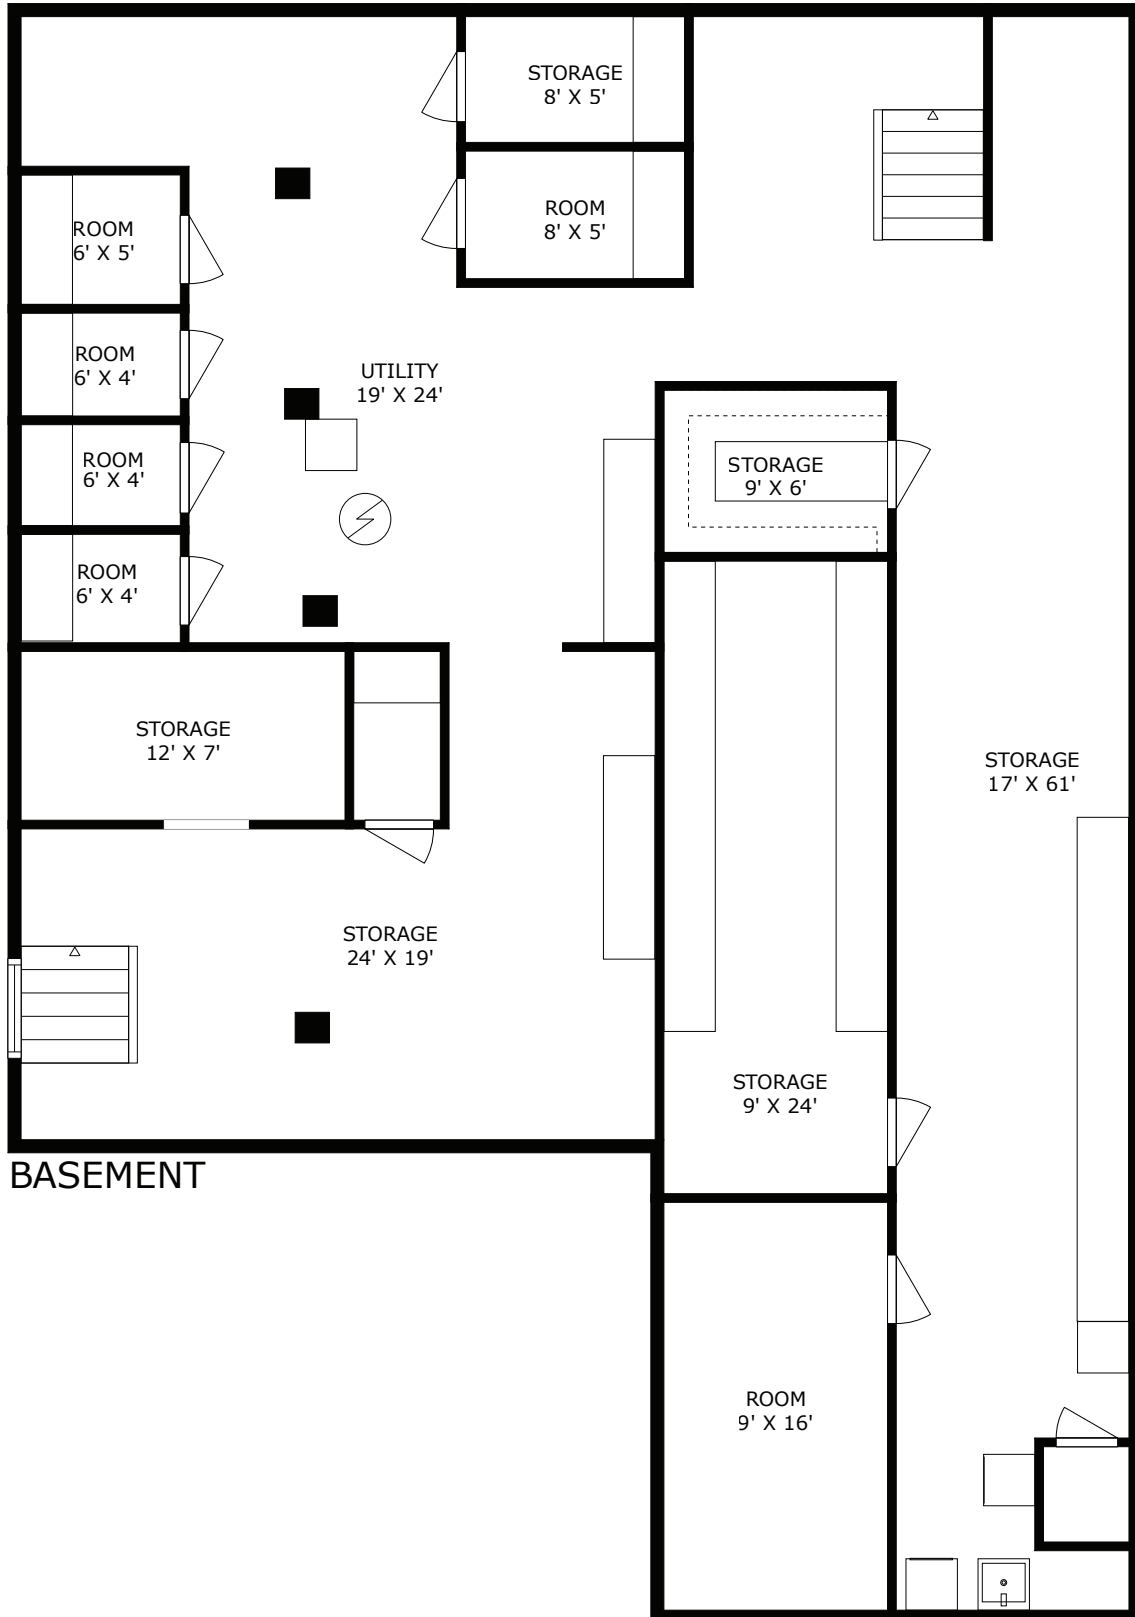 STORAGE
8' X 5'
ROOM
8' X 5'
ROOM
6' X 5'
ROOM
6' X 4'
UTILITY
19' X 24'
ROOM
6' X 4'
STORAGE
9' X 6'
ROOM
6' X 4'
STORAGE
12' X 7'
STORAGE
17' X 61'
STORAGE
24' X 19'
STORAGE
9' X 24'
BASEMENT
ROOM
9' X 16'